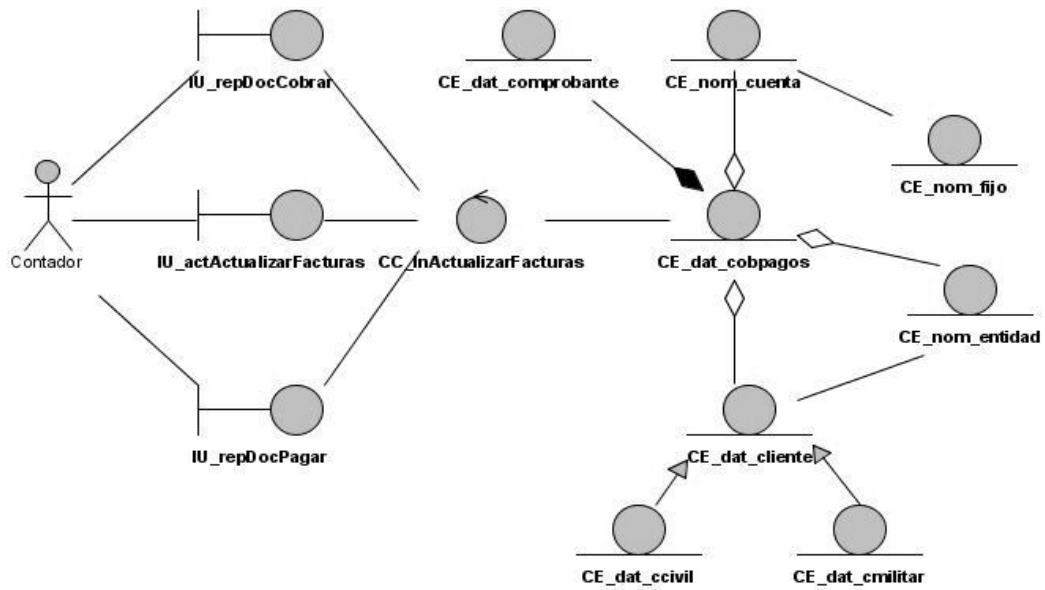 IU_repDocCobrar
CE_dat_comprobante
CE_nom_cuenta
CE_nom_fijo
Contador
IU_actActualizarFacturas
CC_inActualizarFacturas
CE_dat_cobpagos
CE_nom_entidad
IU_repDocPagar
CE_dat_cliente
CE_dat_ccivil
CE_dat_cmilitar